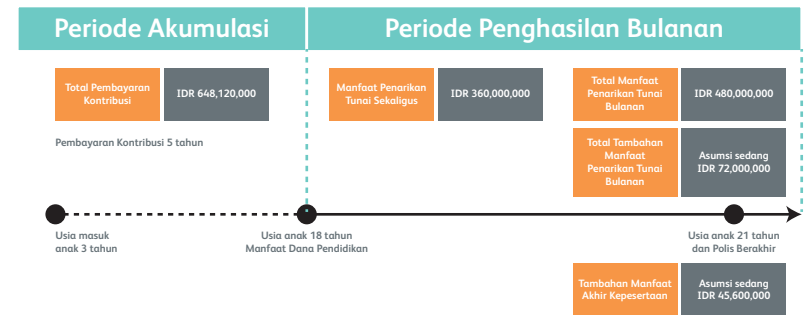 Periode Akumulasi
Periode Penghasilan Bulanan
Total Pembayaran
Kontribusi
IDR 648,120,000
Manfaat Penarikan
Tunai Sekaligus
IDR 360,000,000
Total Manfaat
Penarikan Tunai
Bulanan
IDR 480,000,000
Pembayaran Kontribusi 5 tahun
Total Tambahan
Manfaat
Penarikan Tunai
Bulanan
Asumsi sedang
IDR 72,000,000
Usia masuk
anak 3 tahun
Usia anak 18 tahun
Manfaat Dana Pendidikan
Usia anak 21 tahun
dan Polis Berakhir
Tambahan Manfaat
Akhir Kepesertaan
Asumsi sedang
IDR 45,600,000